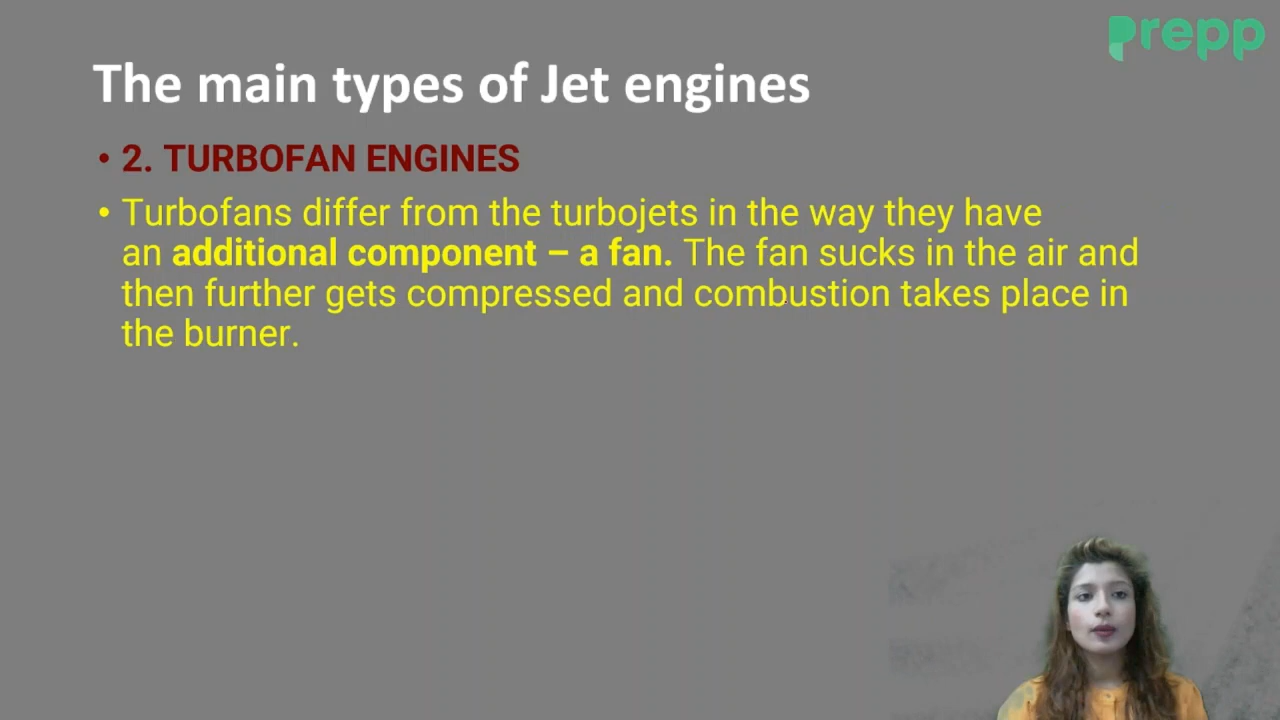 Prepp
The main types of Jet engines
• 2. TURBOFAN ENGINES
• Turbofans differ from the turbojets in the way they have
an additional component – a fan. The fan sucks in the air and
then further gets compressed and combustion takes place in
the burner.